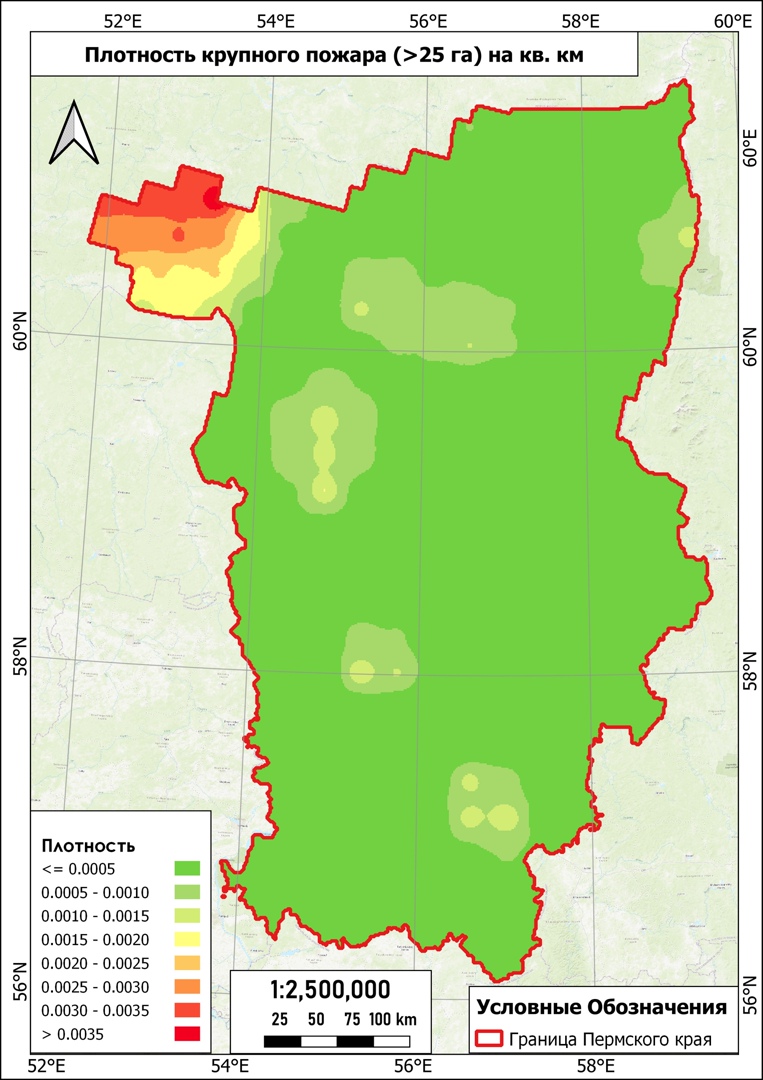 52°E 54°E 56°E 58°E 60°E
Плотность крупного пожара (>25 га) на кв. км
60°E
60°N 60°N
58°N 58°N
56°N 56°N
Плотность
<= 0.0005
0.0005 - 0.0010
0.0010 - 0.0015
0.0015 - 0.0020
0.0020 - 0.0025
0.0025 - 0.0030
0.0030 - 0.0035
> 0.0035
1:2,500,000
25 50 75 100 km
Условные Обозначения
Граница Пермского края
52°E 54°E 56°E 58°E